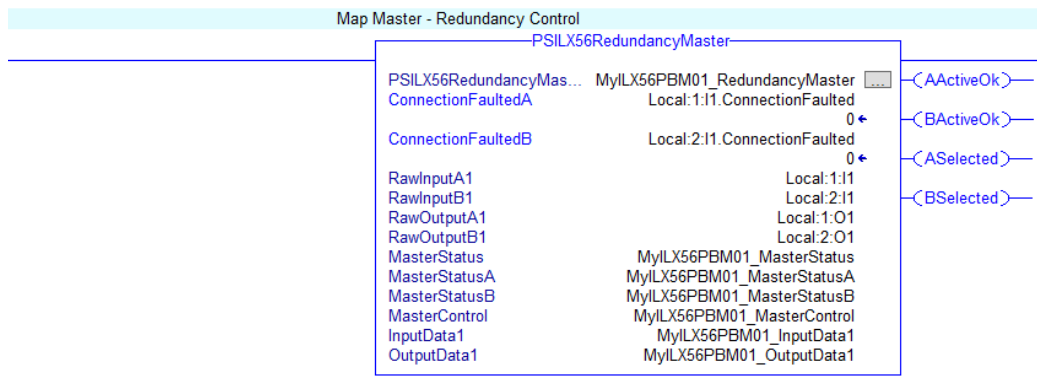 Map Master - Redundancy Control
PSILX56RedundancyMaster
PSILX56RedundancyMas... MyILX56PBM01_RedundancyMaster ... AActiveOk
ConnectionFaultedA Local:1:I1.ConnectionFaulted
0 BActiveOk
ConnectionFaultedB Local:2:I1.ConnectionFaulted
0 ASelected
RawInputA1 Local:1:I1
RawInputB1 Local:2:I1 BSelected
RawOutputA1 Local:1:O1
RawOutputB1 Local:2:O1
MasterStatus MyILX56PBM01_MasterStatus
MasterStatusA MyILX56PBM01_MasterStatusA
MasterStatusB MyILX56PBM01_MasterStatusB
MasterControl MyILX56PBM01_MasterControl
InputData1 MyILX56PBM01_InputData1
OutputData1 MyILX56PBM01_OutputData1